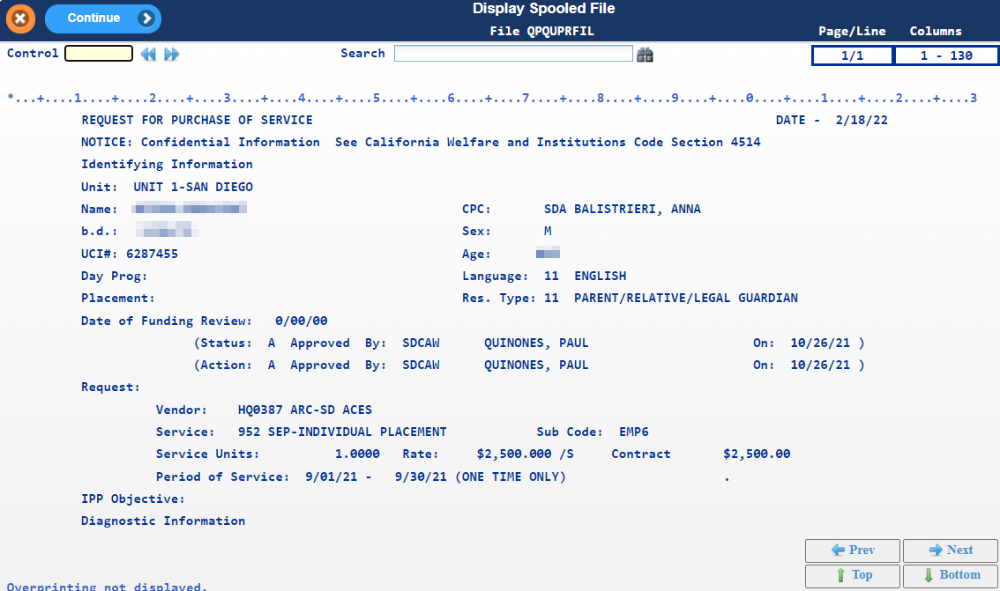 Continue
Display Spooled File
File QPQUPRFIL
Page/Line Columns
Control Search 1/1 1 - 130
*...+....1....+....2....+....3....+....4....+....5....+....6....+....7....+....8....+....9....+....0....+....1....+....2....+....3
REQUEST FOR PURCHASE OF SERVICE DATE - 2/18/22
NOTICE: Confidential Information See California Welfare and Institutions Code Section 4514
Identifying Information
Unit: UNIT 1-SAN DIEGO
Name: CPC: SDA BALISTRIERI, ANNA
b.d.: Sex: M
UCI#: 6287455 Age:
Day Prog: Language: 11 ENGLISH
Placement: Res. Type: 11 PARENT/RELATIVE/LEGAL GUARDIAN
Date of Funding Review: 0/00/00
(Status: A Approved By: SDCAW QUINONES, PAUL On: 10/26/21 )
(Action: A Approved By: SDCAW QUINONES, PAUL On: 10/26/21 )
Request:
Vendor: HQ0387 ARC-SD ACES
Service: 952 SEP-INDIVIDUAL PLACEMENT Sub Code: EMP6
Service Units: 1.0000 Rate: $2,500.000 /S Contract $2,500.00
Period of Service: 9/01/21 - 9/30/21 (ONE TIME ONLY) .
IPP Objective:
Diagnostic Information
Prev Next
Top Bottom
Overprinting not displayed.